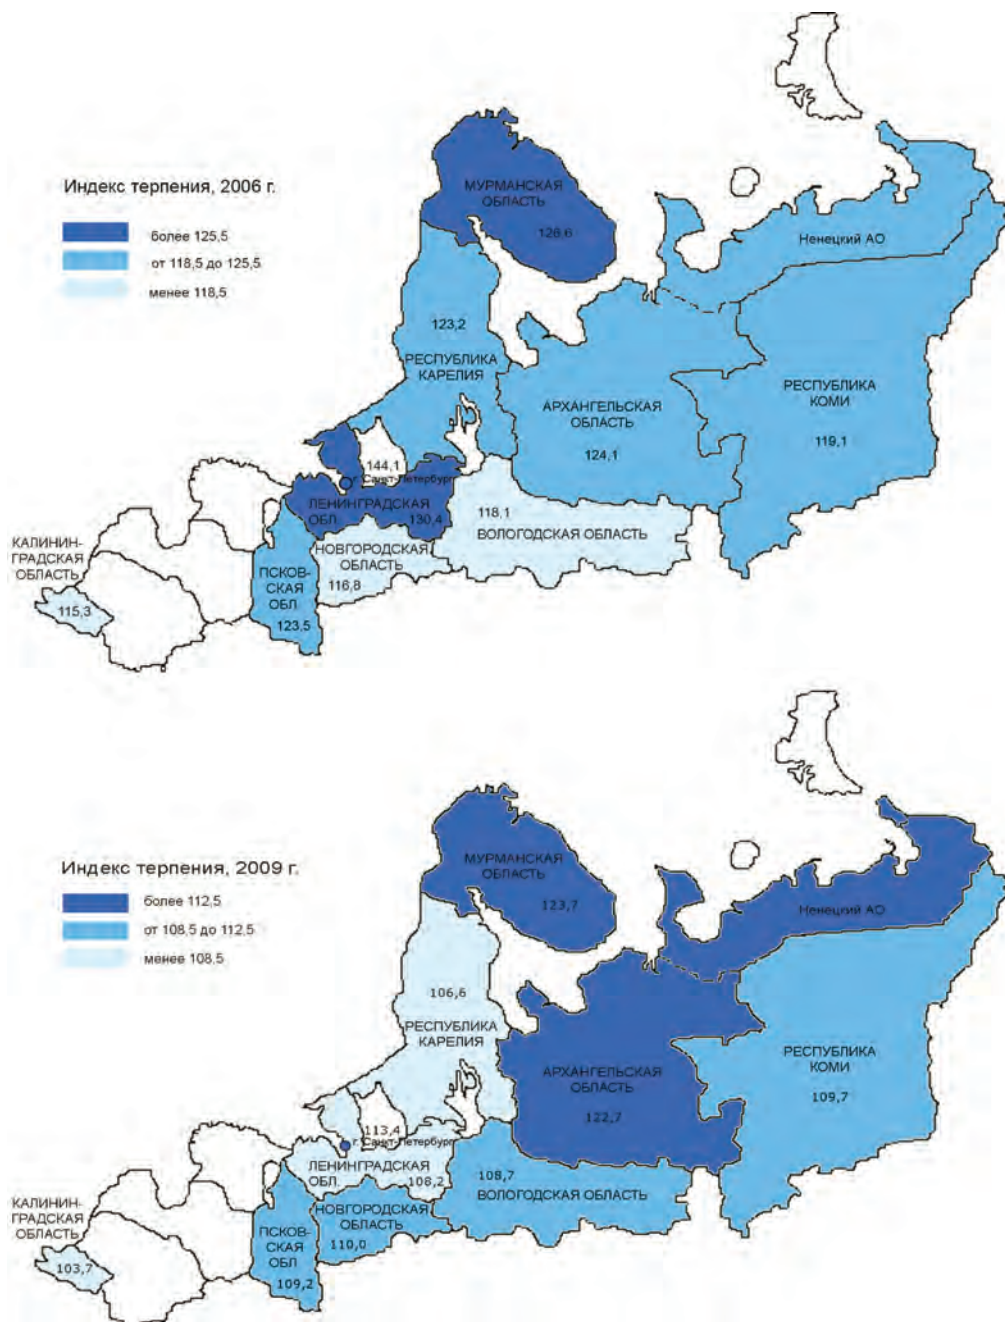 Индекс терпения, 2006 г.
более 125,5
от 118,5 до 125,5
менее 118,5
МУРМАНСКАЯ
ОБЛАСТЬ
128,6
Ненецкий АО
123,2
РЕСПУБЛИКА
КАРЕЛИЯ
АРХАНГЕЛЬСКАЯ
ОБЛАСТЬ
124,1
РЕСПУБЛИКА
КОМИ
119,1
144,1
г. Санкт-Петербург
ЛЕНИНГРАДСКАЯ
ОБЛ.
130,4
118,1
ВОЛОГОДСКАЯ ОБЛАСТЬ
НОВГОРОДСКАЯ
ОБЛАСТЬ
116,8
КАЛИНИН-
ГРАДСКАЯ
ОБЛАСТЬ
115,3
ПСКОВ-
СКАЯ
ОБЛ
123,5
Индекс терпения, 2009 г.
более 112,5
от 108,5 до 112,5
менее 108,5
МУРМАНСКАЯ
ОБЛАСТЬ
123,7
Ненецкий АО
106,6
РЕСПУБЛИКА
КАРЕЛИЯ
АРХАНГЕЛЬСКАЯ
ОБЛАСТЬ
122,7
РЕСПУБЛИКА
КОМИ
109,7
113,4
г. Санкт-Петербург
ЛЕНИНГРАДСКАЯ
ОБЛ.
108,2
108,7
ВОЛОГОДСКАЯ ОБЛАСТЬ
НОВГОРОДСКАЯ
ОБЛАСТЬ
110,0
КАЛИНИН-
ГРАДСКАЯ
ОБЛАСТЬ
103,7
ПСКОВ-
СКАЯ
ОБЛ
109,2